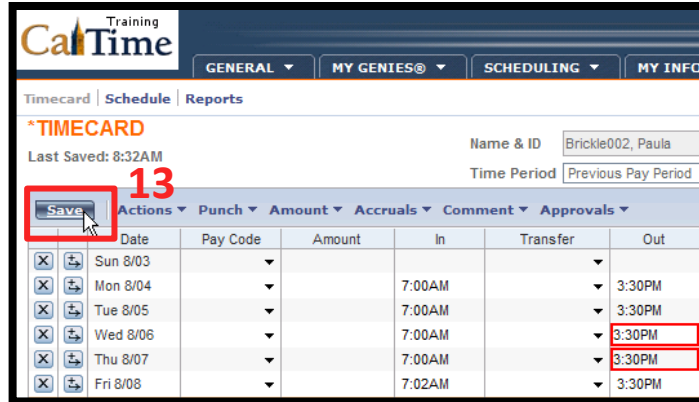 Training
CalTime
GENERAL MY GENIES® SCHEDULING MY INFO
Timecard | Schedule | Reports
*TIMECARD
Name & ID Brickle002, Paula
Last Saved: 8:32AM
Time Period Previous Pay Period
13
Save Actions Punch Amount Accruals Comment Approvals
Date Pay Code Amount In Transfer Out
Sun 8/03
Mon 8/04 7:00AM 3:30PM
Tue 8/05 7:00AM 3:30PM
Wed 8/06 7:00AM 3:30PM
Thu 8/07 7:00AM 3:30PM
Fri 8/08 7:02AM 3:30PM